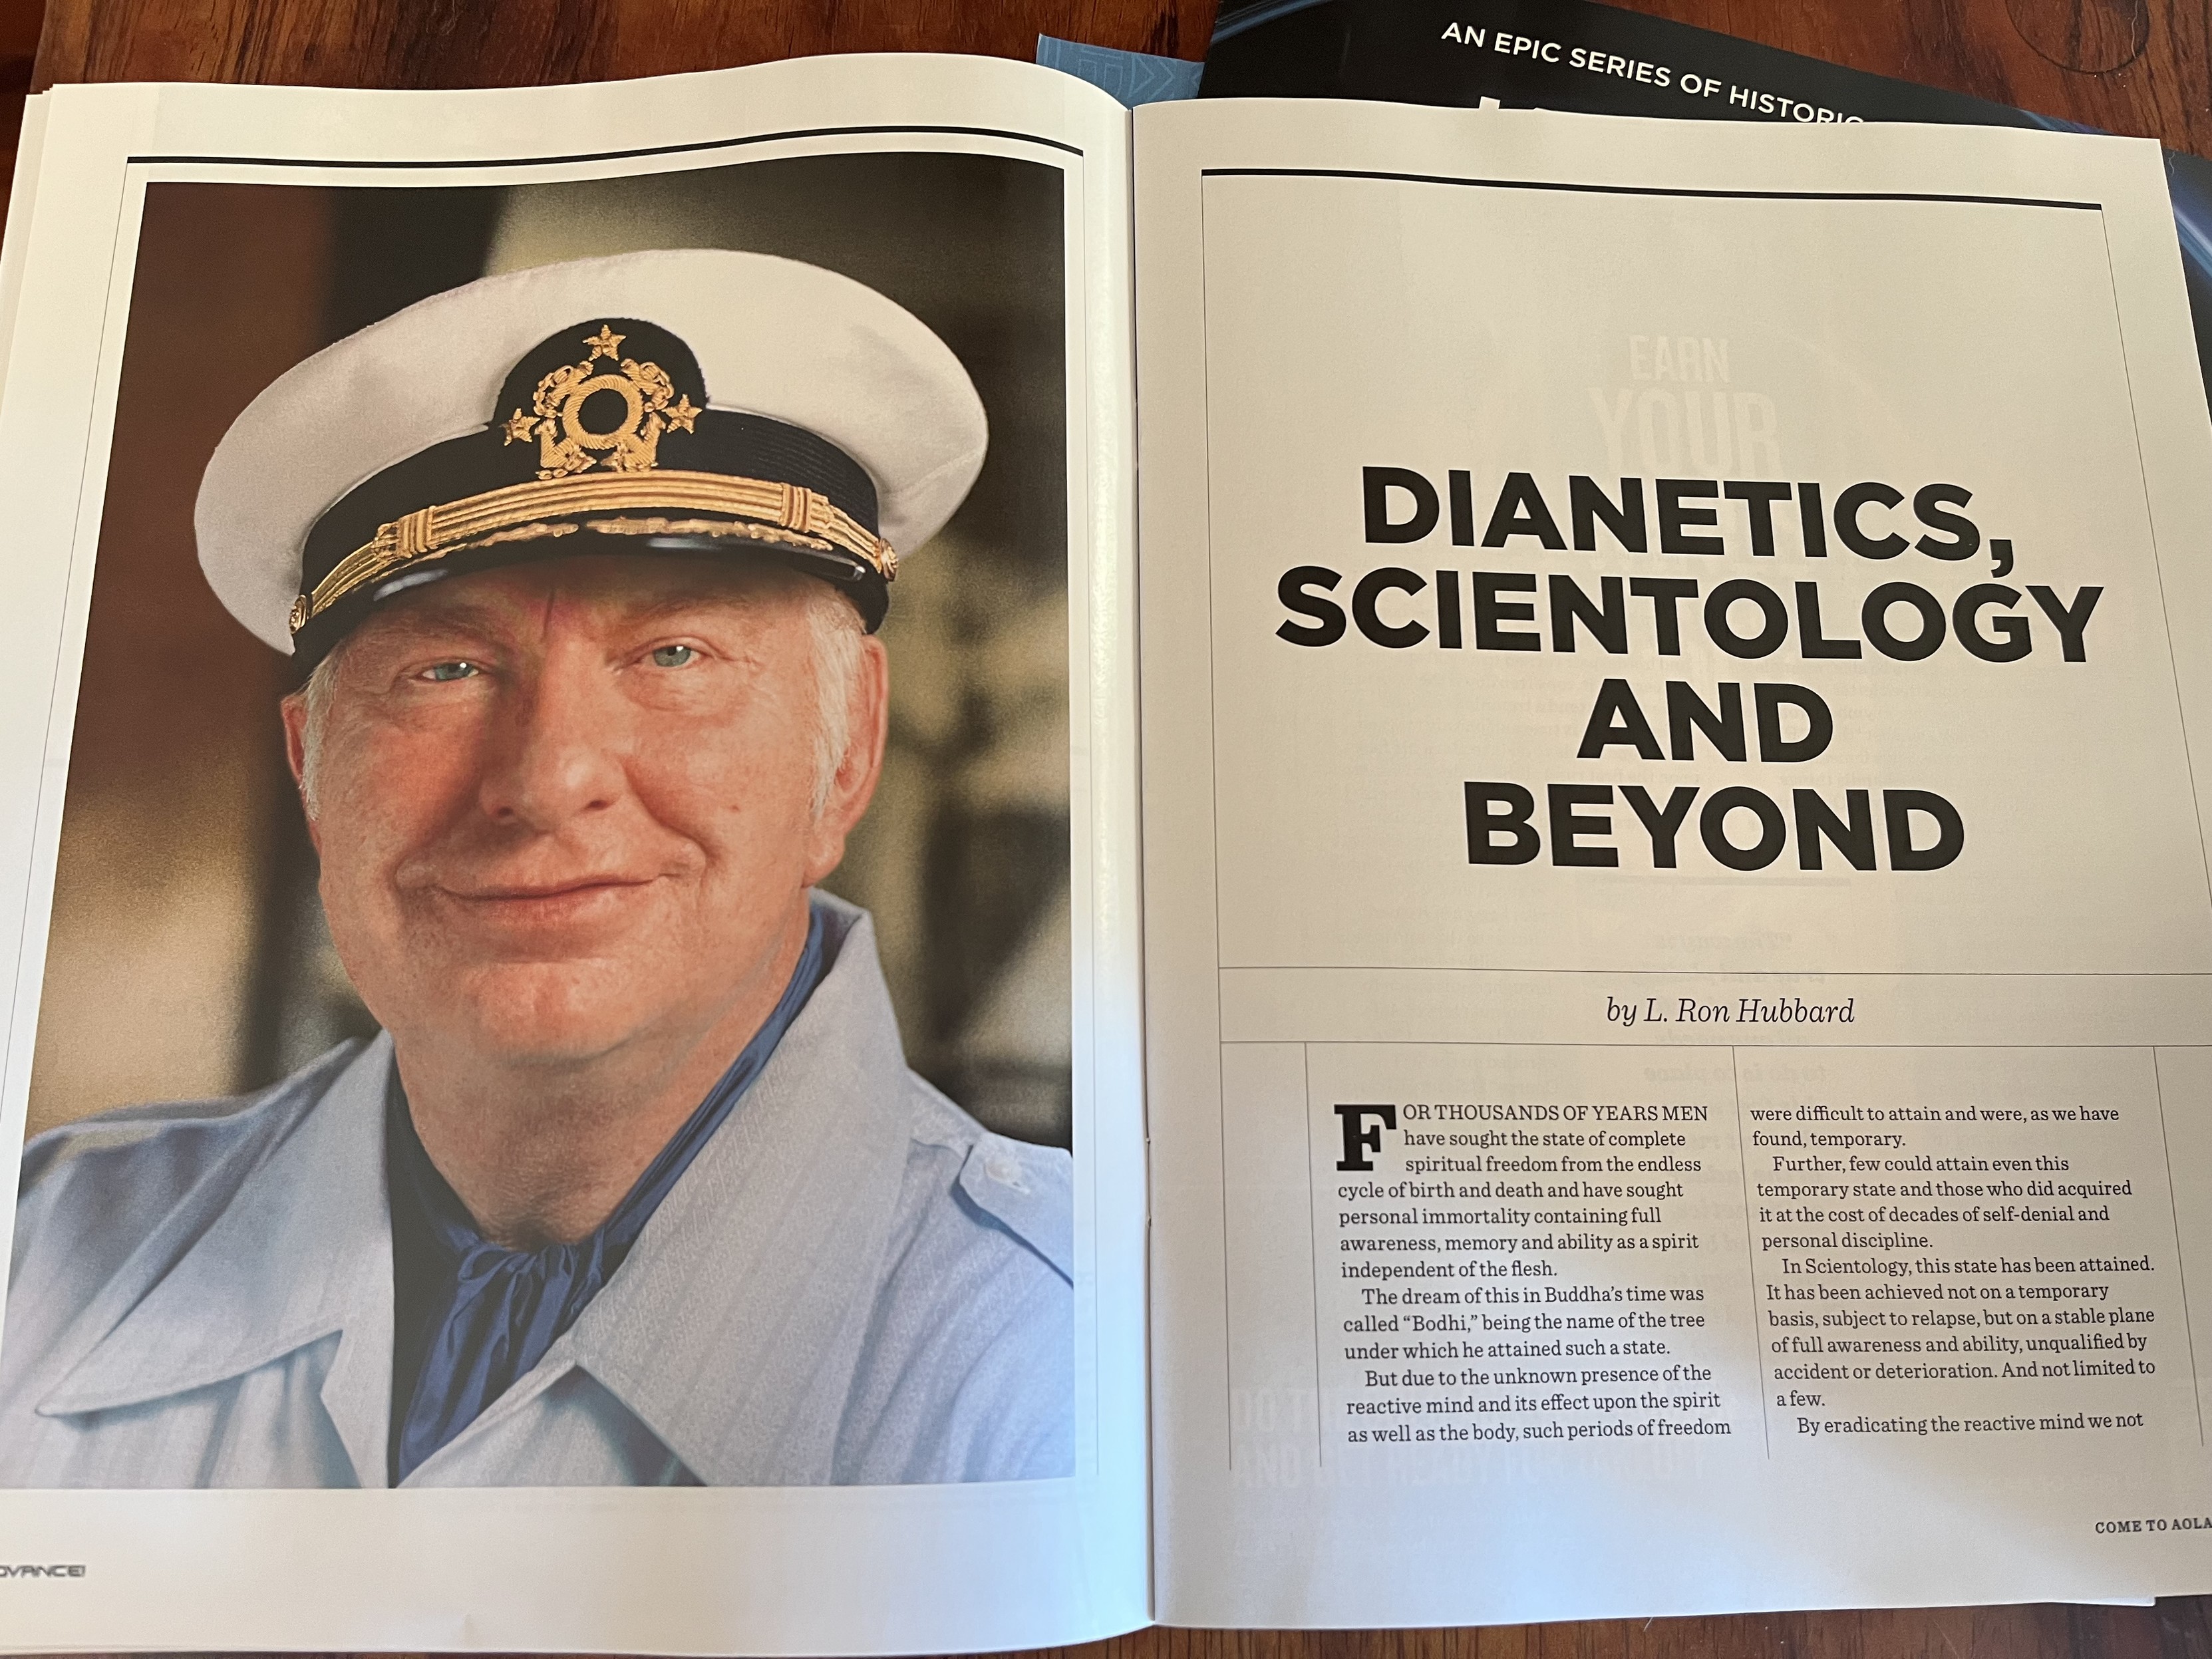 AN EPIC SERIES OF HISTORIC
EARN
YOUR
DIANETICS,
SCIENTOLOGY
AND
BEYOND
by L. Ron Hubbard
FOR THOUSANDS OF YEARS MEN
have sought the state of complete
spiritual freedom from the endless
cycle of birth and death and have sought
personal immortality containing full
awareness, memory and ability as a spirit
independent of the flesh.
The dream of this in Buddha's time was
called “Bodhi,” being the name of the tree
under which he attained such a state.
But due to the unknown presence of the
reactive mind and its effect upon the spirit
as well as the body, such periods of freedom
were difficult to attain and were, as we have
found, temporary.
Further, few could attain even this
temporary state and those who did acquired
it at the cost of decades of self-denial and
personal discipline.
In Scientology, this state has been attained.
It has been achieved not on a temporary
basis, subject to relapse, but on a stable plane
of full awareness and ability, unqualified by
accident or deterioration. And not limited to
a few.
By eradicating the reactive mind we not
COME TO AOLA
DVANCE!